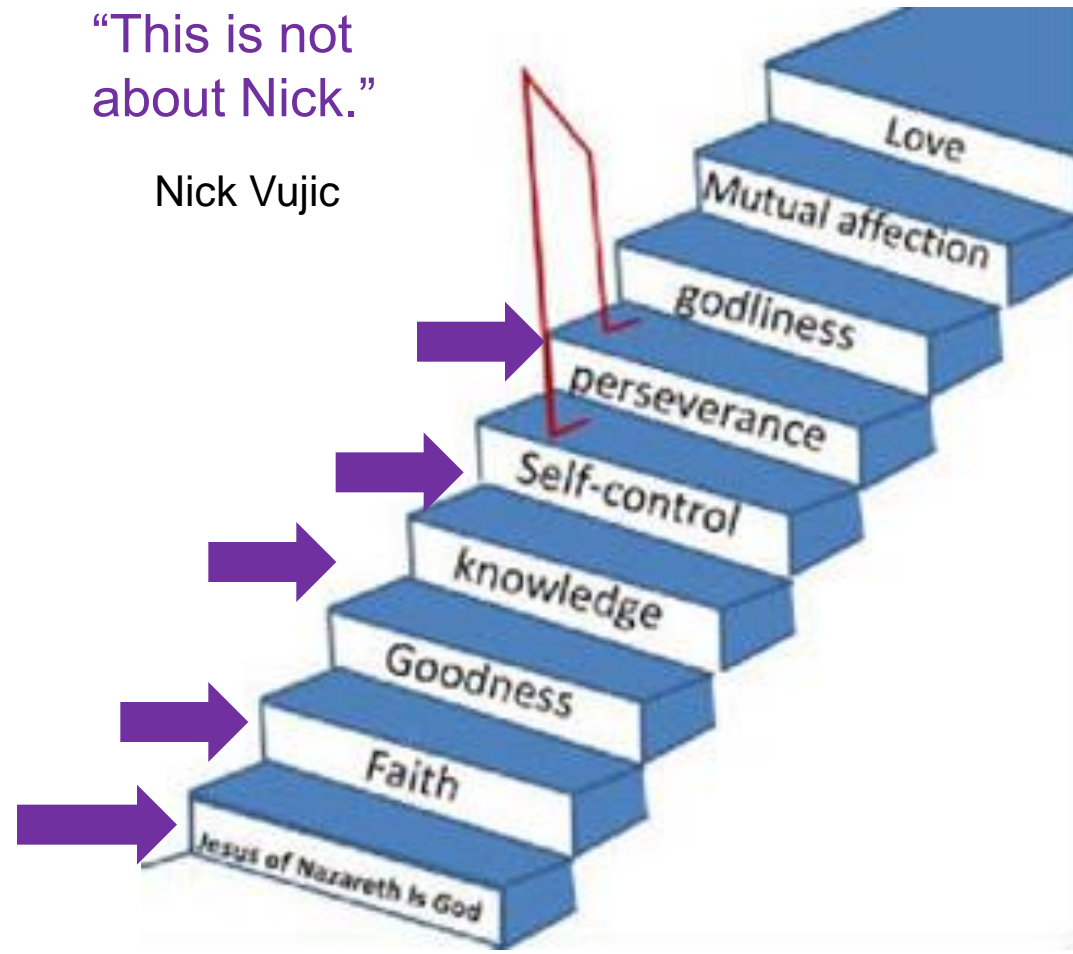 “This is not
about Nick.”
Nick Vujic
Love
Mutual affection
godliness
perseverance
Self-control
knowledge
Goodness
Faith
Jesus of Nazareth Is God